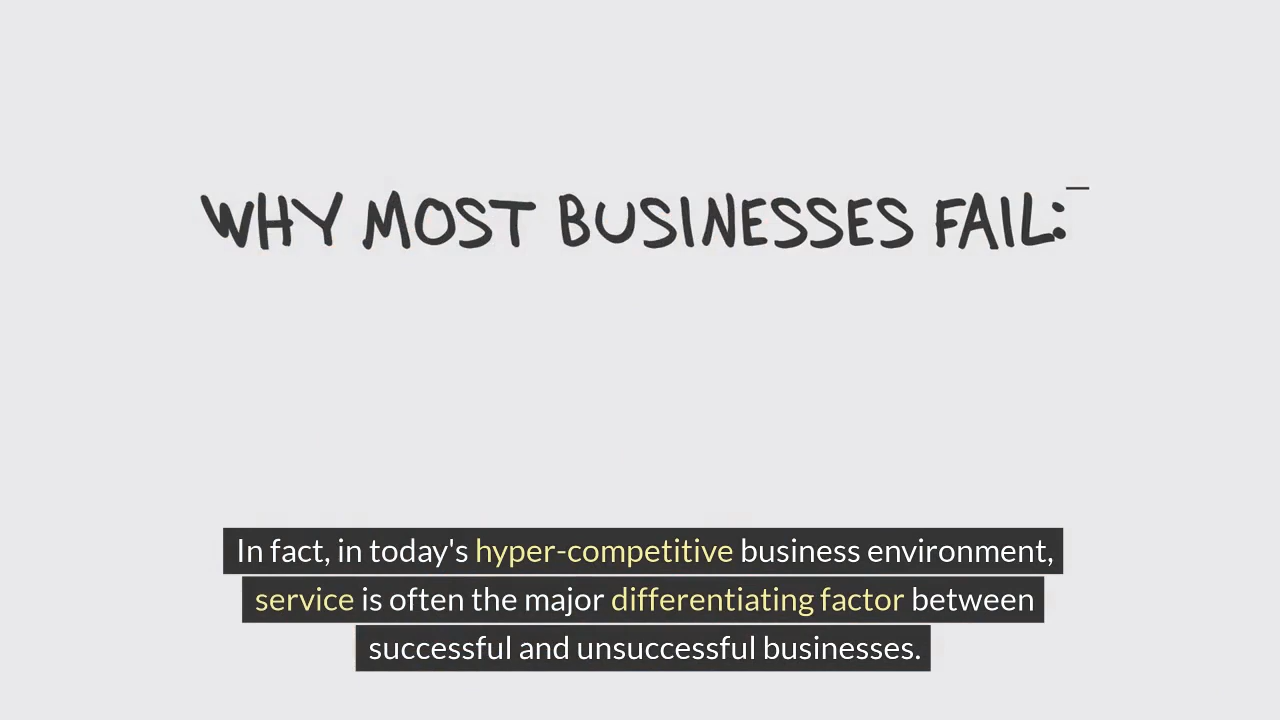 WHY MOST BUSINESSES FAIL:
In fact, in today's hyper-competitive business environment,
service is often the major differentiating factor between
successful and unsuccessful businesses.